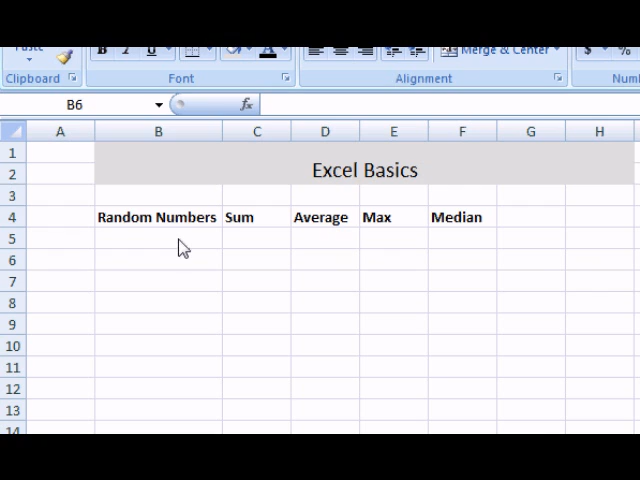 Paste
B I U
Merge & Center
$ %
Clipboard
Font
Alignment
B6
fx
A B C D E F G H
1
Excel Basics
2
3
4 Random Numbers Sum Average Max Median
5
6
7
8
9
10
11
12
13
14